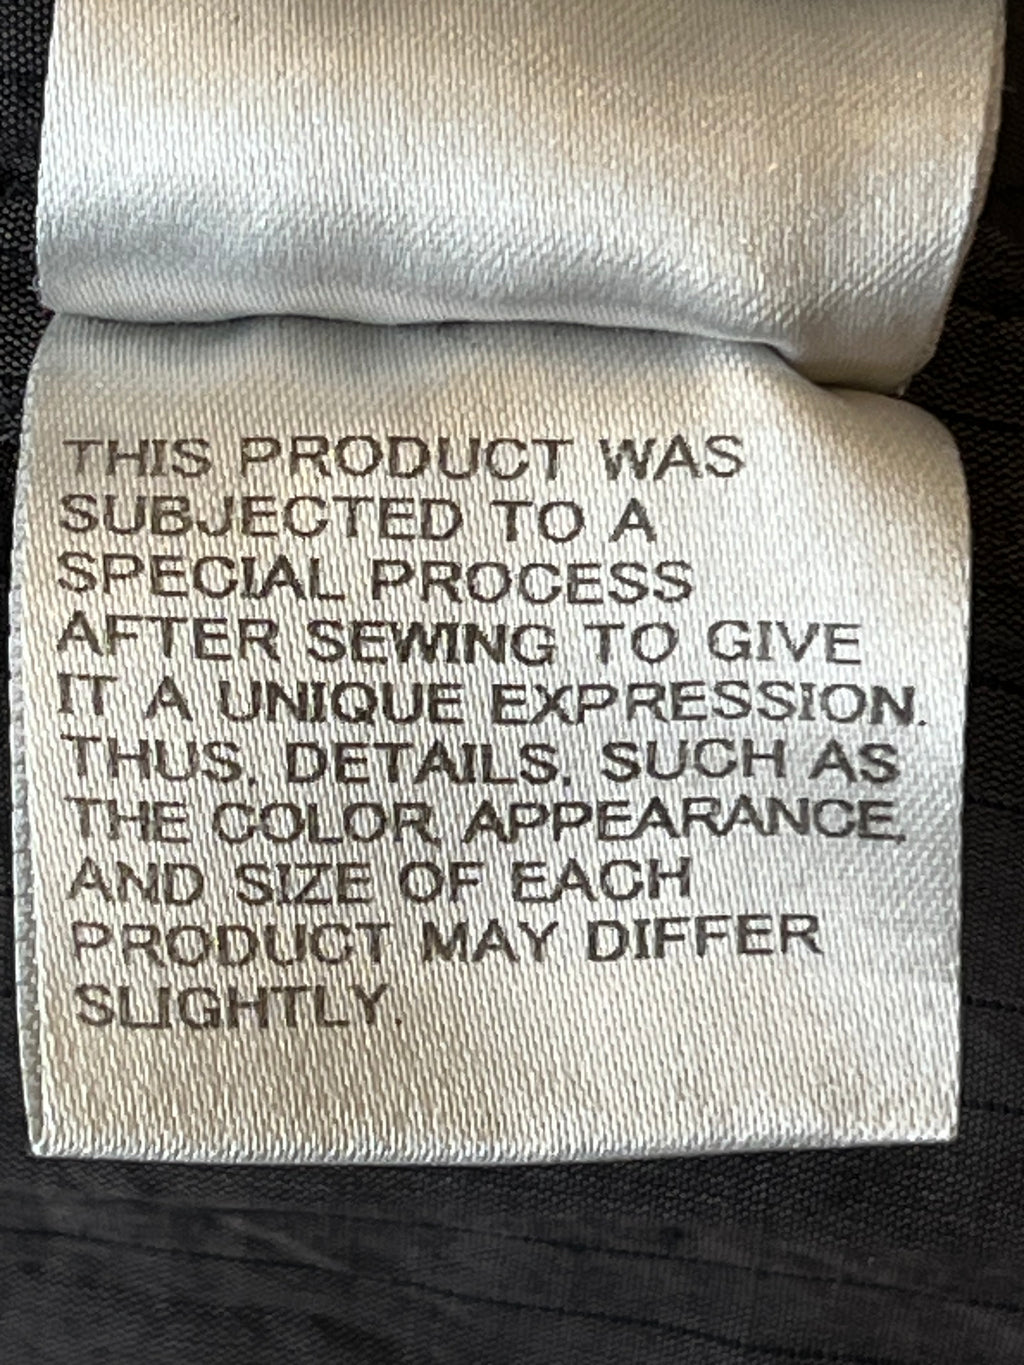 THIS PRODUCT WAS
SUBJECTED TO A
SPECIAL PROCESS
AFTER SEWING TO GIVE
IT A UNIQUE EXPRESSION.
THUS, DETAILS, SUCH AS
THE COLOR APPEARANCE,
AND SIZE OF EACH
PRODUCT MAY DIFFER
SLIGHTLY.